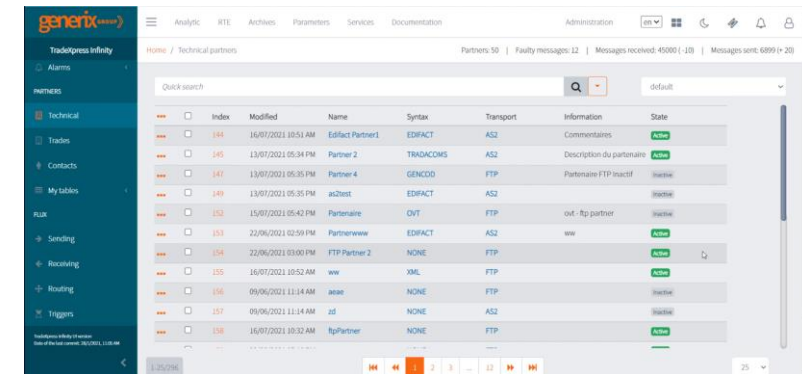 generix GROUP
Analytic RTE Archives Parameters Services Documentation Administration en
TradeXpress Infinity
Home / Technical partners Partners: 50 | Faulty messages: 12 | Messages received: 45000 (-10) | Messages sent: 6899 (+ 20)
Alarms
PARTNERS
Technical
Trades
Contacts
My tables
FLUX
Sending
Receiving
Routing
Triggers
Quick search default
Index Modified Name Syntax Transport Information State
144 16/07/2021 10:51 AM Edifact Partner1 EDIFACT AS2 Commentaires Active
145 13/07/2021 05:34 PM Partner 2 TRADACOMS AS2 Description du partenaire Active
147 13/07/2021 05:35 PM Partner 4 GENCOD FTP Partenaire FTP Inactif Inactive
149 13/07/2021 05:35 PM as2test EDIFACT AS2 Inactive
152 15/07/2021 05:42 PM Partenaire OVT FTP ovt - ftp partner Inactive
153 22/06/2021 02:59 PM Partnerwww EDIFACT AS2 ww Active
154 22/06/2021 03:00 PM FTP Partner 2 NONE FTP Active
155 16/07/2021 10:52 AM ww XML FTP Active
156 09/06/2021 11:14 AM aeae NONE FTP Inactive
157 09/06/2021 11:14 AM zd NONE FTP Inactive
158 16/07/2021 10:32 AM ftpPartner NONE FTP Active
TradeXpress Infinity UI version
1-25/296 1 2 3 ... 12 25